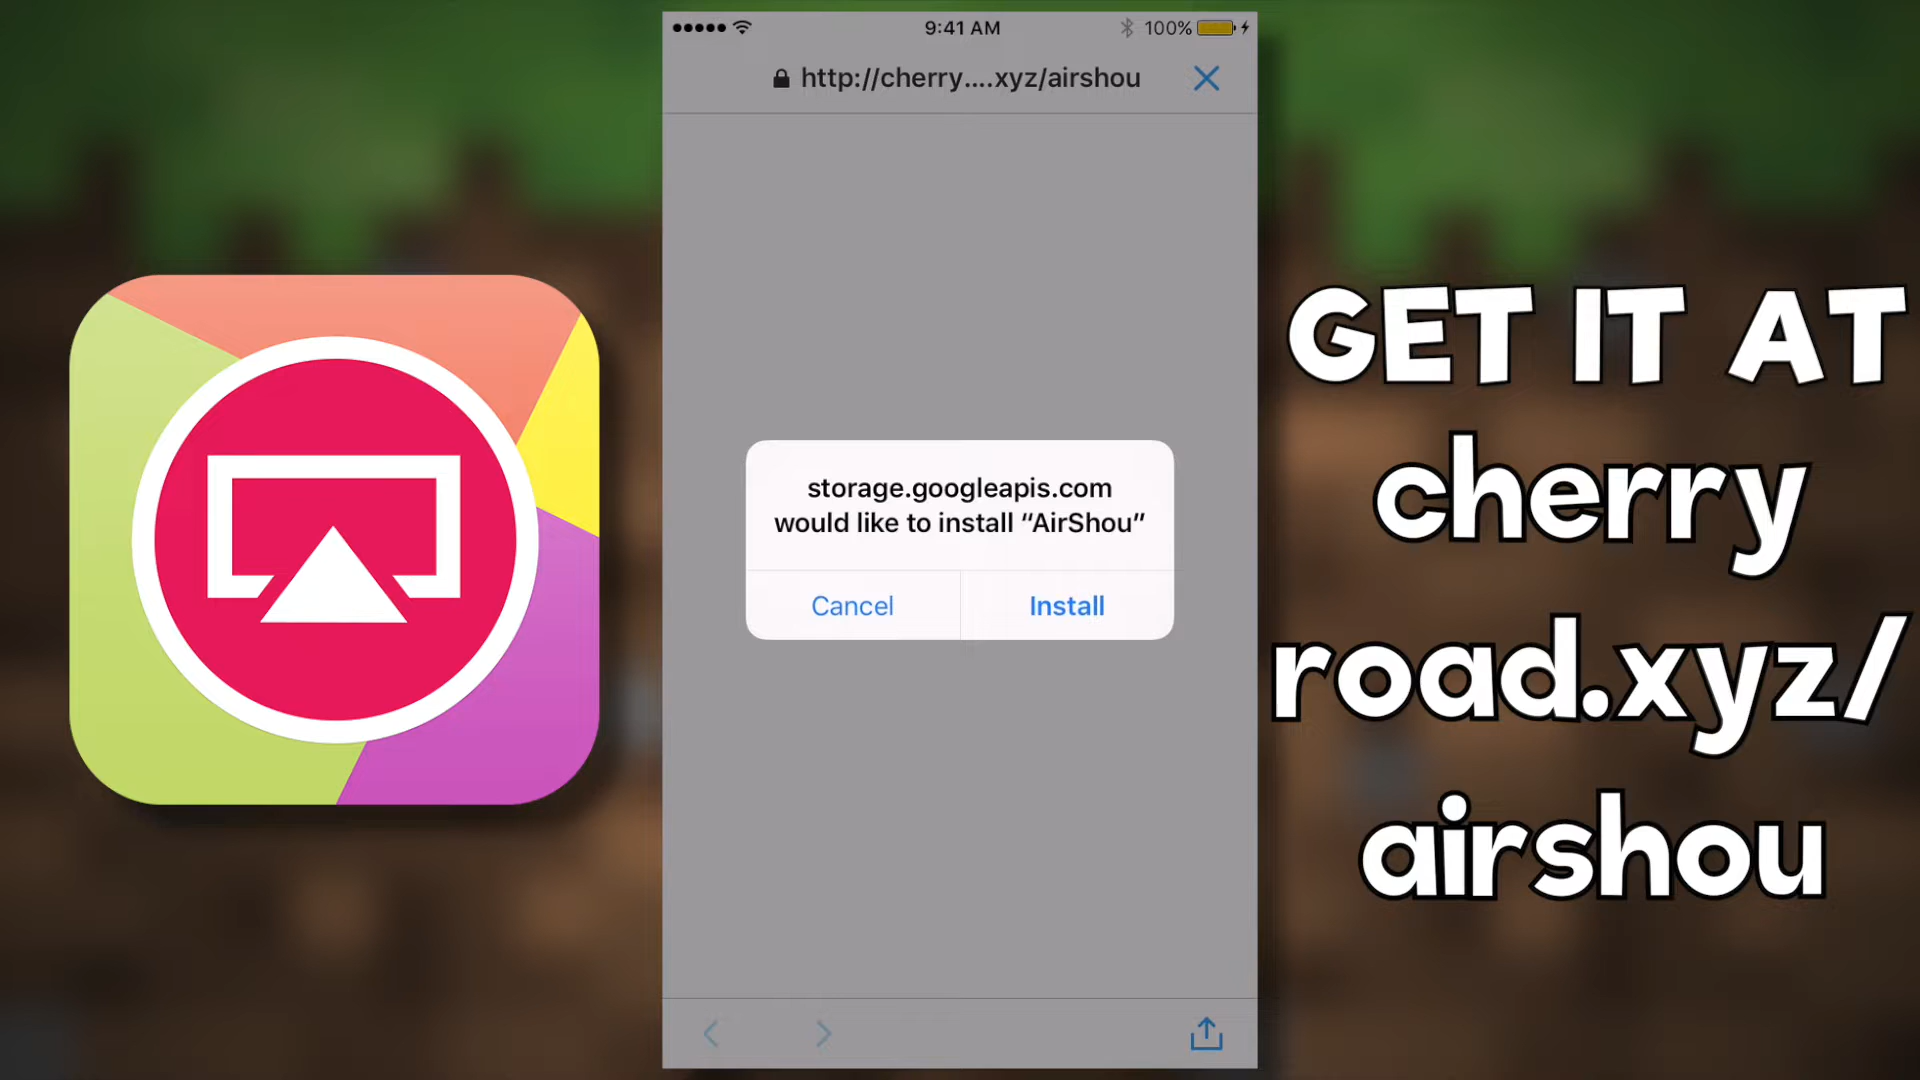 9:41 AM
100%
http://cherry....xyz/airshou
storage.googleapis.com
would like to install “AirShou”
Cancel
Install
GET IT AT
cherry
road.xyz/
airshou